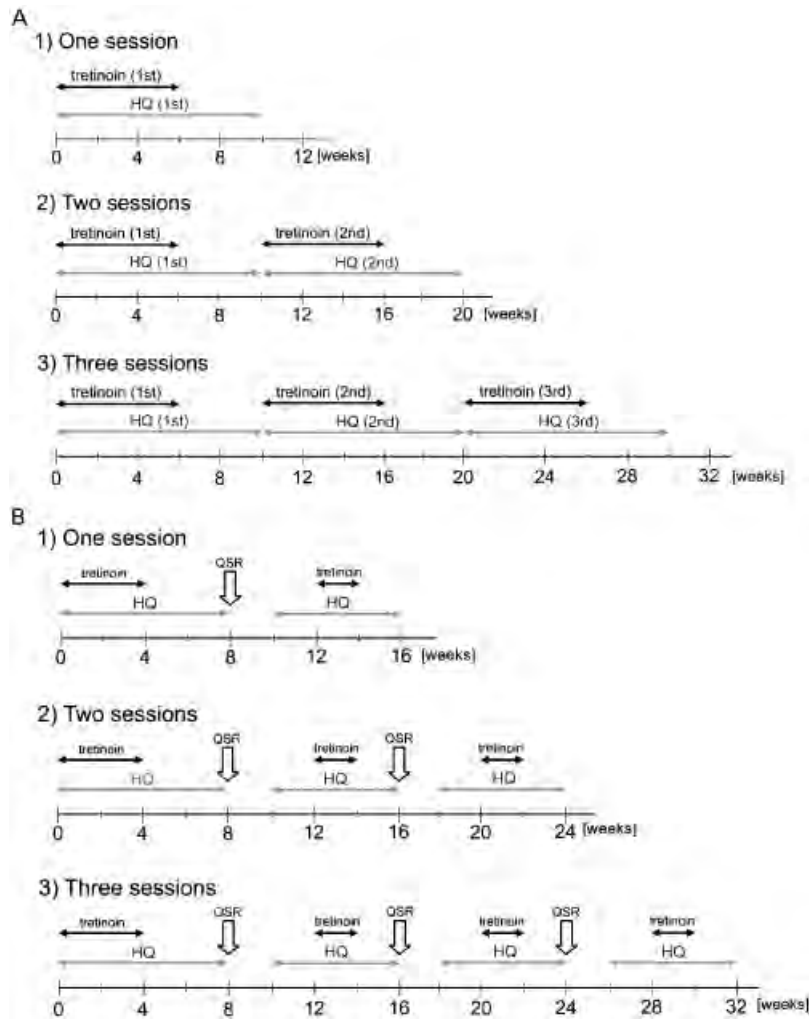 A
1) One session
tretinoin (1st)
HQ (1st)
0 4 8 12 [weeks]
2) Two sessions
tretinoin (1st) tretinoin (2nd)
HQ (1st) HQ (2nd)
0 4 8 12 16 20 [weeks]
3) Three sessions
tretinoin (1st) tretinoin (2nd) tretinoin (3rd)
HQ (1st) HQ (2nd) HQ (3rd)
0 4 8 12 16 20 24 26 28 32 [weeks]
B
1) One session
QSR
tretinoin tretinoin
HQ HQ
0 4 8 12 16 [weeks]
2) Two sessions
QSR QSR
tretinoin tretinoin tretinoin
HQ HQ HQ
0 4 8 12 16 20 24 [weeks]
3) Three sessions
QSR QSR QSR
tretinoin tretinoin tretinoin tretinoin
HQ HQ HQ HQ
0 4 8 12 16 20 24 28 32 [weeks]